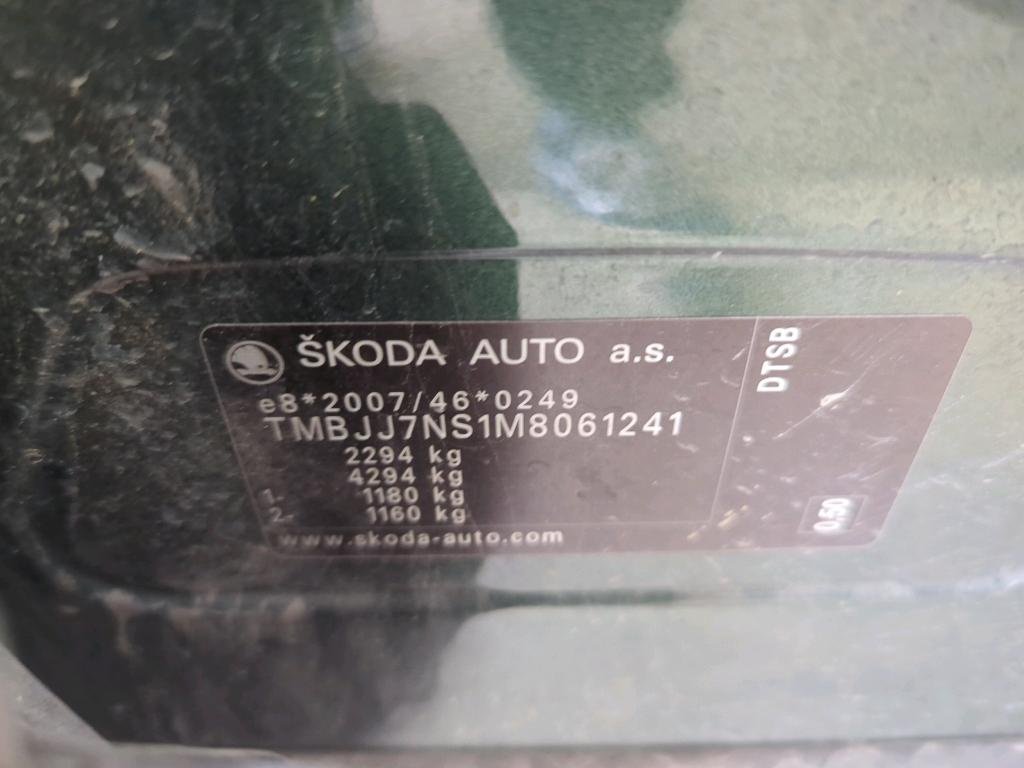 ŠKODA AUTO a.s.
e8*2007/46*0249
TMBJJ7NS1M8061241
2294 kg
4294 kg
1- 1180 kg
2- 1160 kg
www.skoda-auto.com
DTSB
0.50